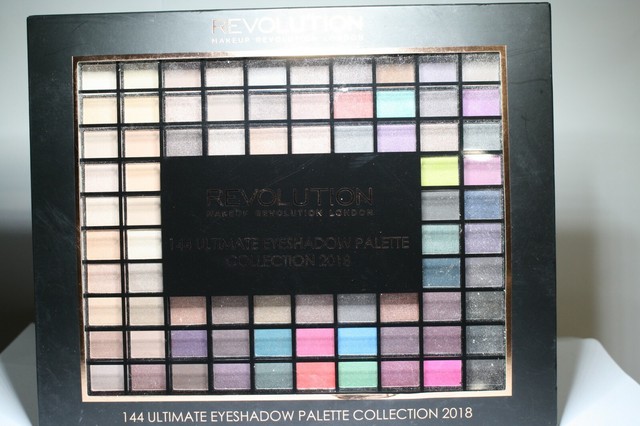 REVOLUTION
MAKEUP REVOLUTION LONDON
REVOLUTION
MAKEUP REVOLUTION LONDON
144 ULTIMATE EYESHADOW PALETTE
COLLECTION 2018
144 ULTIMATE EYESHADOW PALETTE COLLECTION 2018